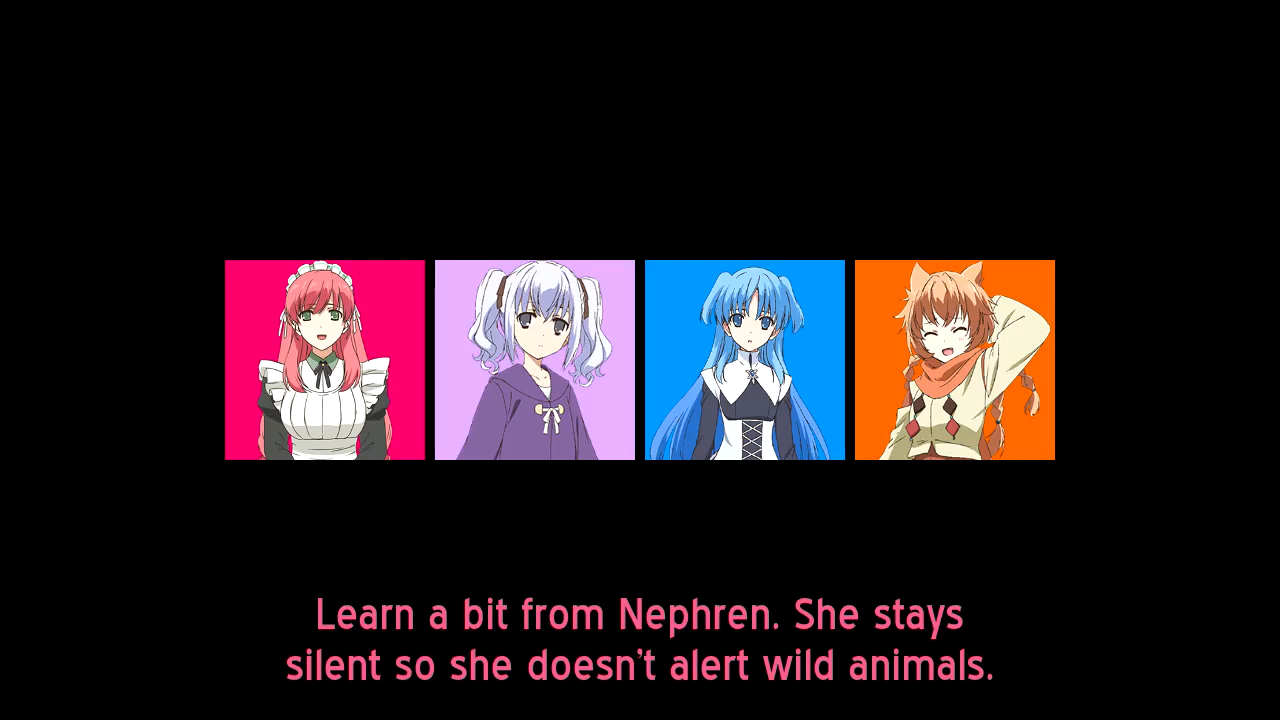 Learn a bit from Nephren. She stays
silent so she doesn't alert wild animals.